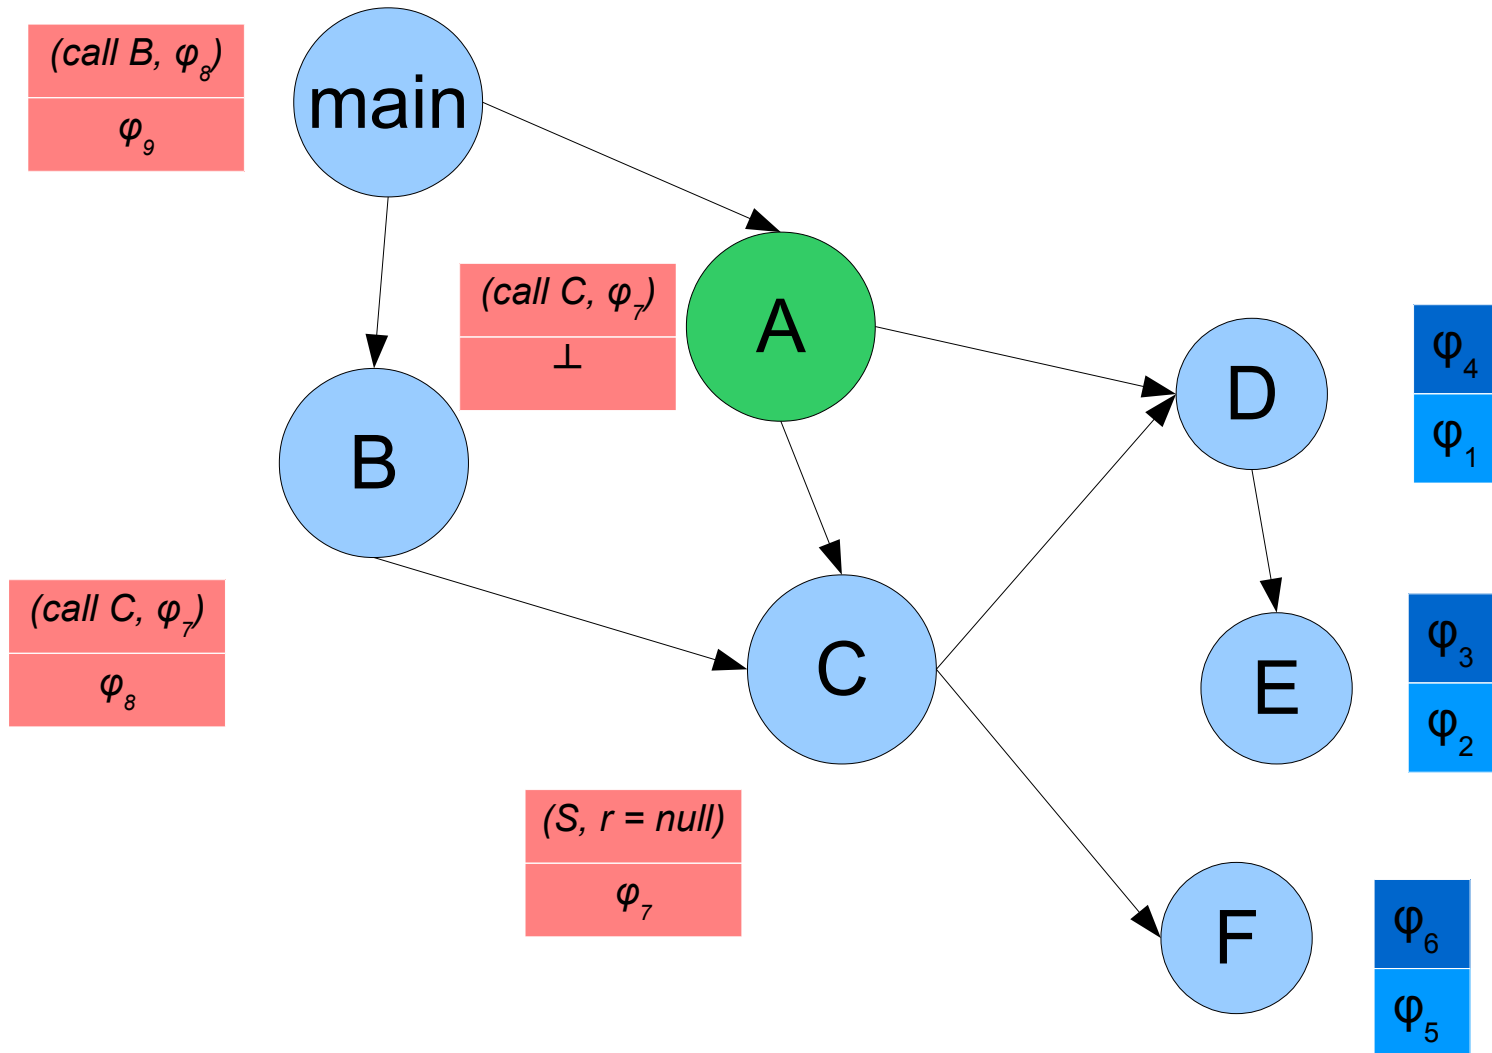 (call B, φ₈)
φ₉
main
(call C, φ₇)
⊥
A
D
φ₄
φ₁
B
(call C, φ₇)
φ₈
C
E
φ₃
φ₂
(S, r = null)
φ₇
F
φ₆
φ₅